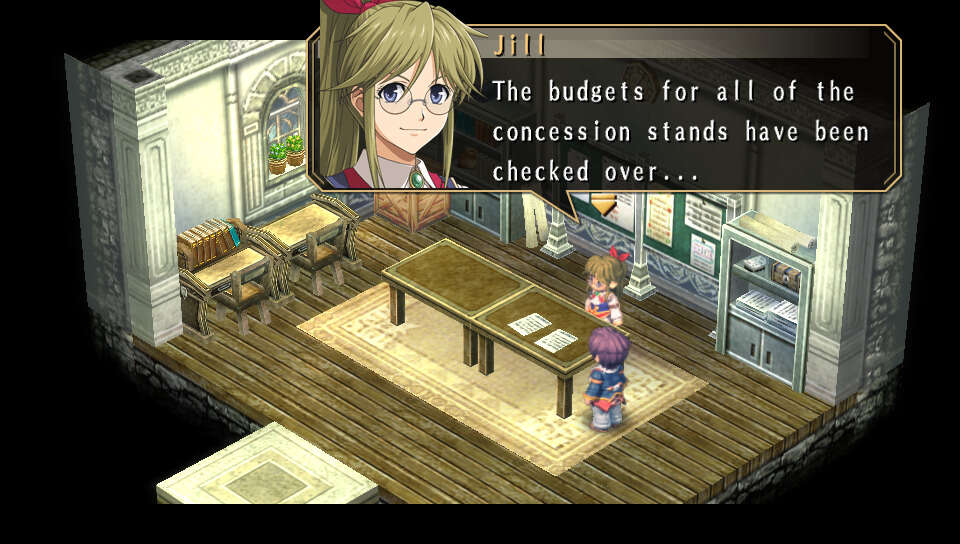 Jill
The budgets for all of the
concession stands have been
checked over...